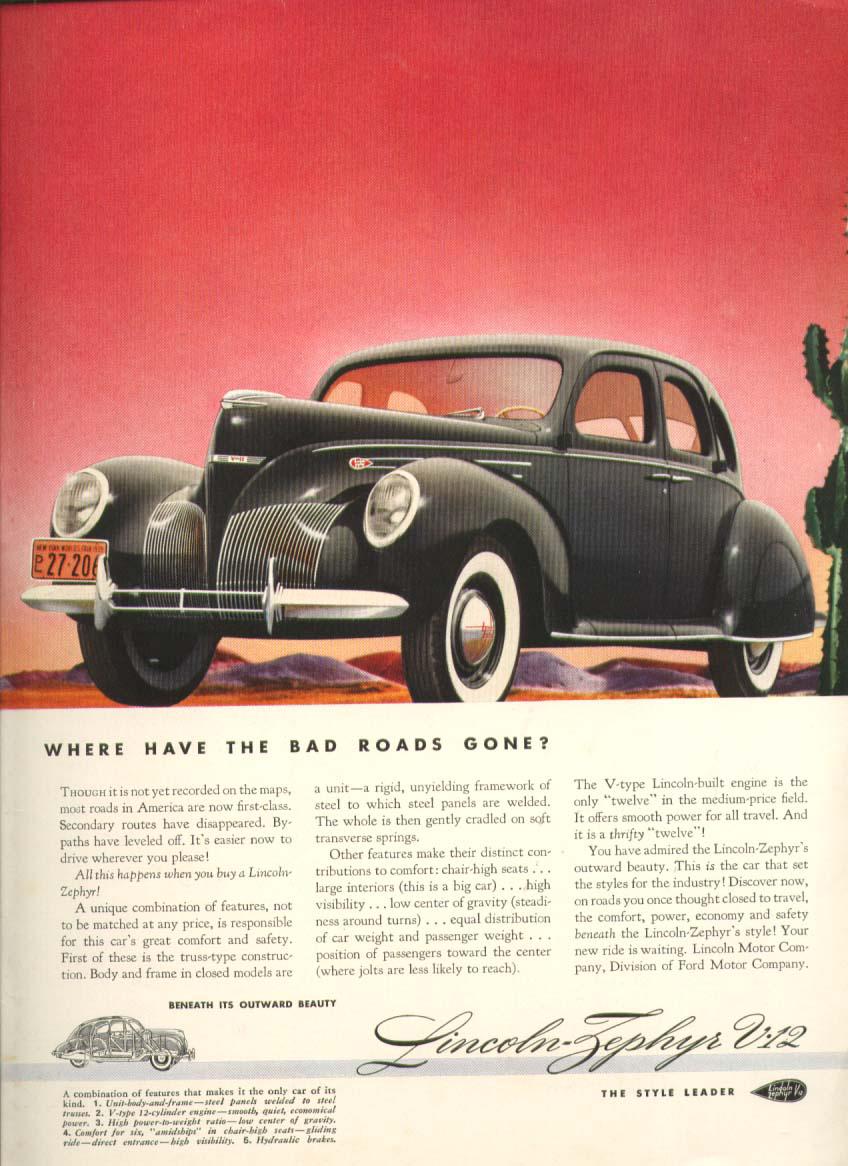 V-12
NEW YORK WORLD'S FAIR 1939
27·20
WHERE HAVE THE BAD ROADS GONE?
THOUGH it is not yet recorded on the maps,
most roads in America are now first-class.
Secondary routes have disappeared. By-
paths have leveled off. It's easier now to
drive wherever you please!
All this happens when you buy a Lincoln-
Zephyr!
A unique combination of features, not
to be matched at any price, is responsible
for this car's great comfort and safety.
First of these is the truss-type construc-
tion. Body and frame in closed models are
a unit—a rigid, unyielding framework of
steel to which steel panels are welded.
The whole is then gently cradled on soft
transverse springs.
Other features make their distinct con-
tributions to comfort: chair-high seats . . .
large interiors (this is a big car) . . . high
visibility . . . low center of gravity (steadi-
ness around turns) . . . equal distribution
of car weight and passenger weight . . .
position of passengers toward the center
(where jolts are less likely to reach).
The V-type Lincoln-built engine is the
only "twelve" in the medium-price field.
It offers smooth power for all travel. And
it is a thrifty "twelve"!
You have admired the Lincoln-Zephyr's
outward beauty. This is the car that set
the styles for the industry! Discover now,
on roads you once thought closed to travel,
the comfort, power, economy and safety
beneath the Lincoln-Zephyr's style! Your
new ride is waiting. Lincoln Motor Com-
pany, Division of Ford Motor Company.
BENEATH ITS OUTWARD BEAUTY
A combination of features that makes it the only car of its
kind. 1. Unit-body-and-frame—steel panels welded to steel
trusses. 2. V-type 12-cylinder engine—smooth, quiet, economical
power. 3. High power-to-weight ratio—low center of gravity.
4. Comfort for six, "amidships" in chair-high seats—gliding
ride—direct entrance—high visibility. 5. Hydraulic brakes.
Lincoln-Zephyr V·12
THE STYLE LEADER
Lincoln
Zephyr V12